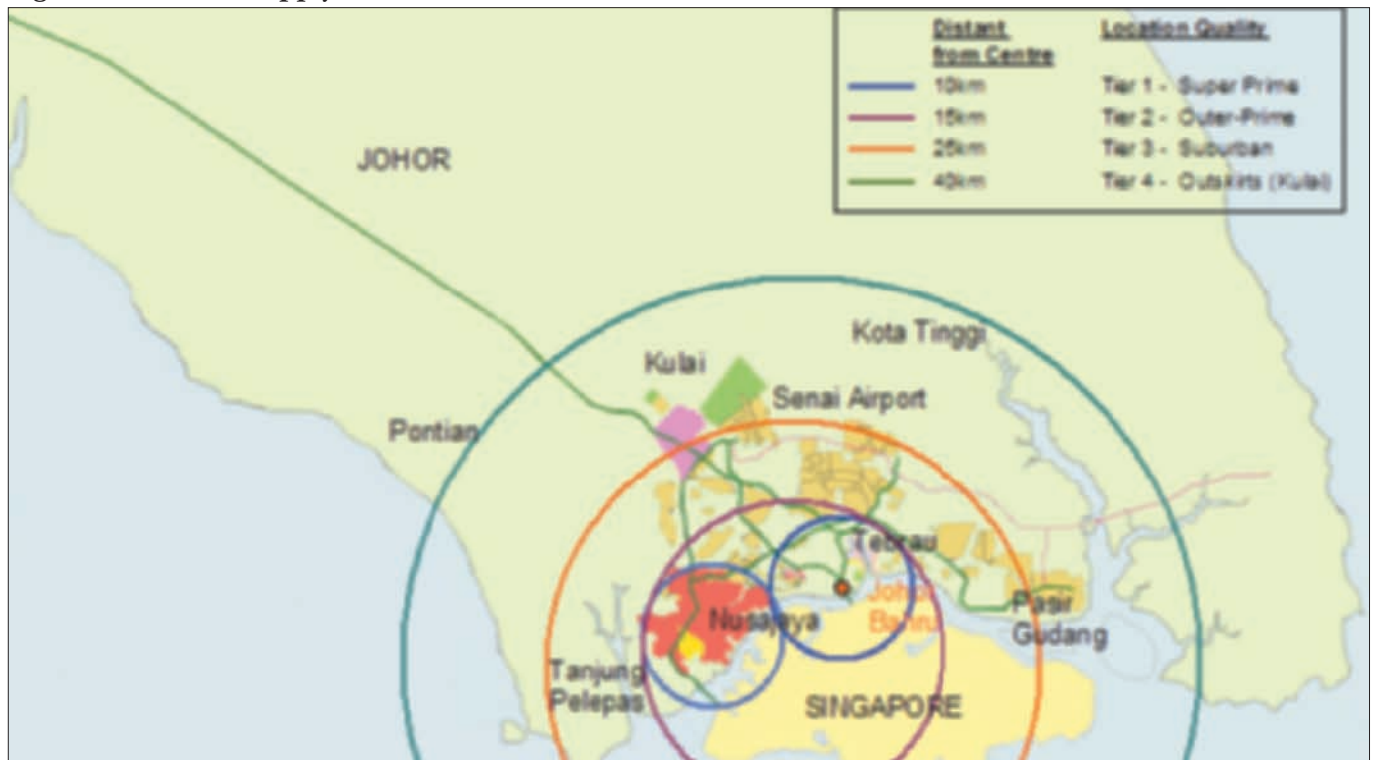 Distant
from Centre
Location Quality
10km
Tier 1 - Super Prime
15km
Tier 2 - Outer-Prime
25km
Tier 3 - Suburban
40km
Tier 4 - Outskirts (Kulai)
JOHOR
Kota Tinggi
Kulai
Senai Airport
Pontian
Tebrau
Johor
Bahru
Nusajaya
Pasir
Gudang
Tanjung
Pelepas
SINGAPORE